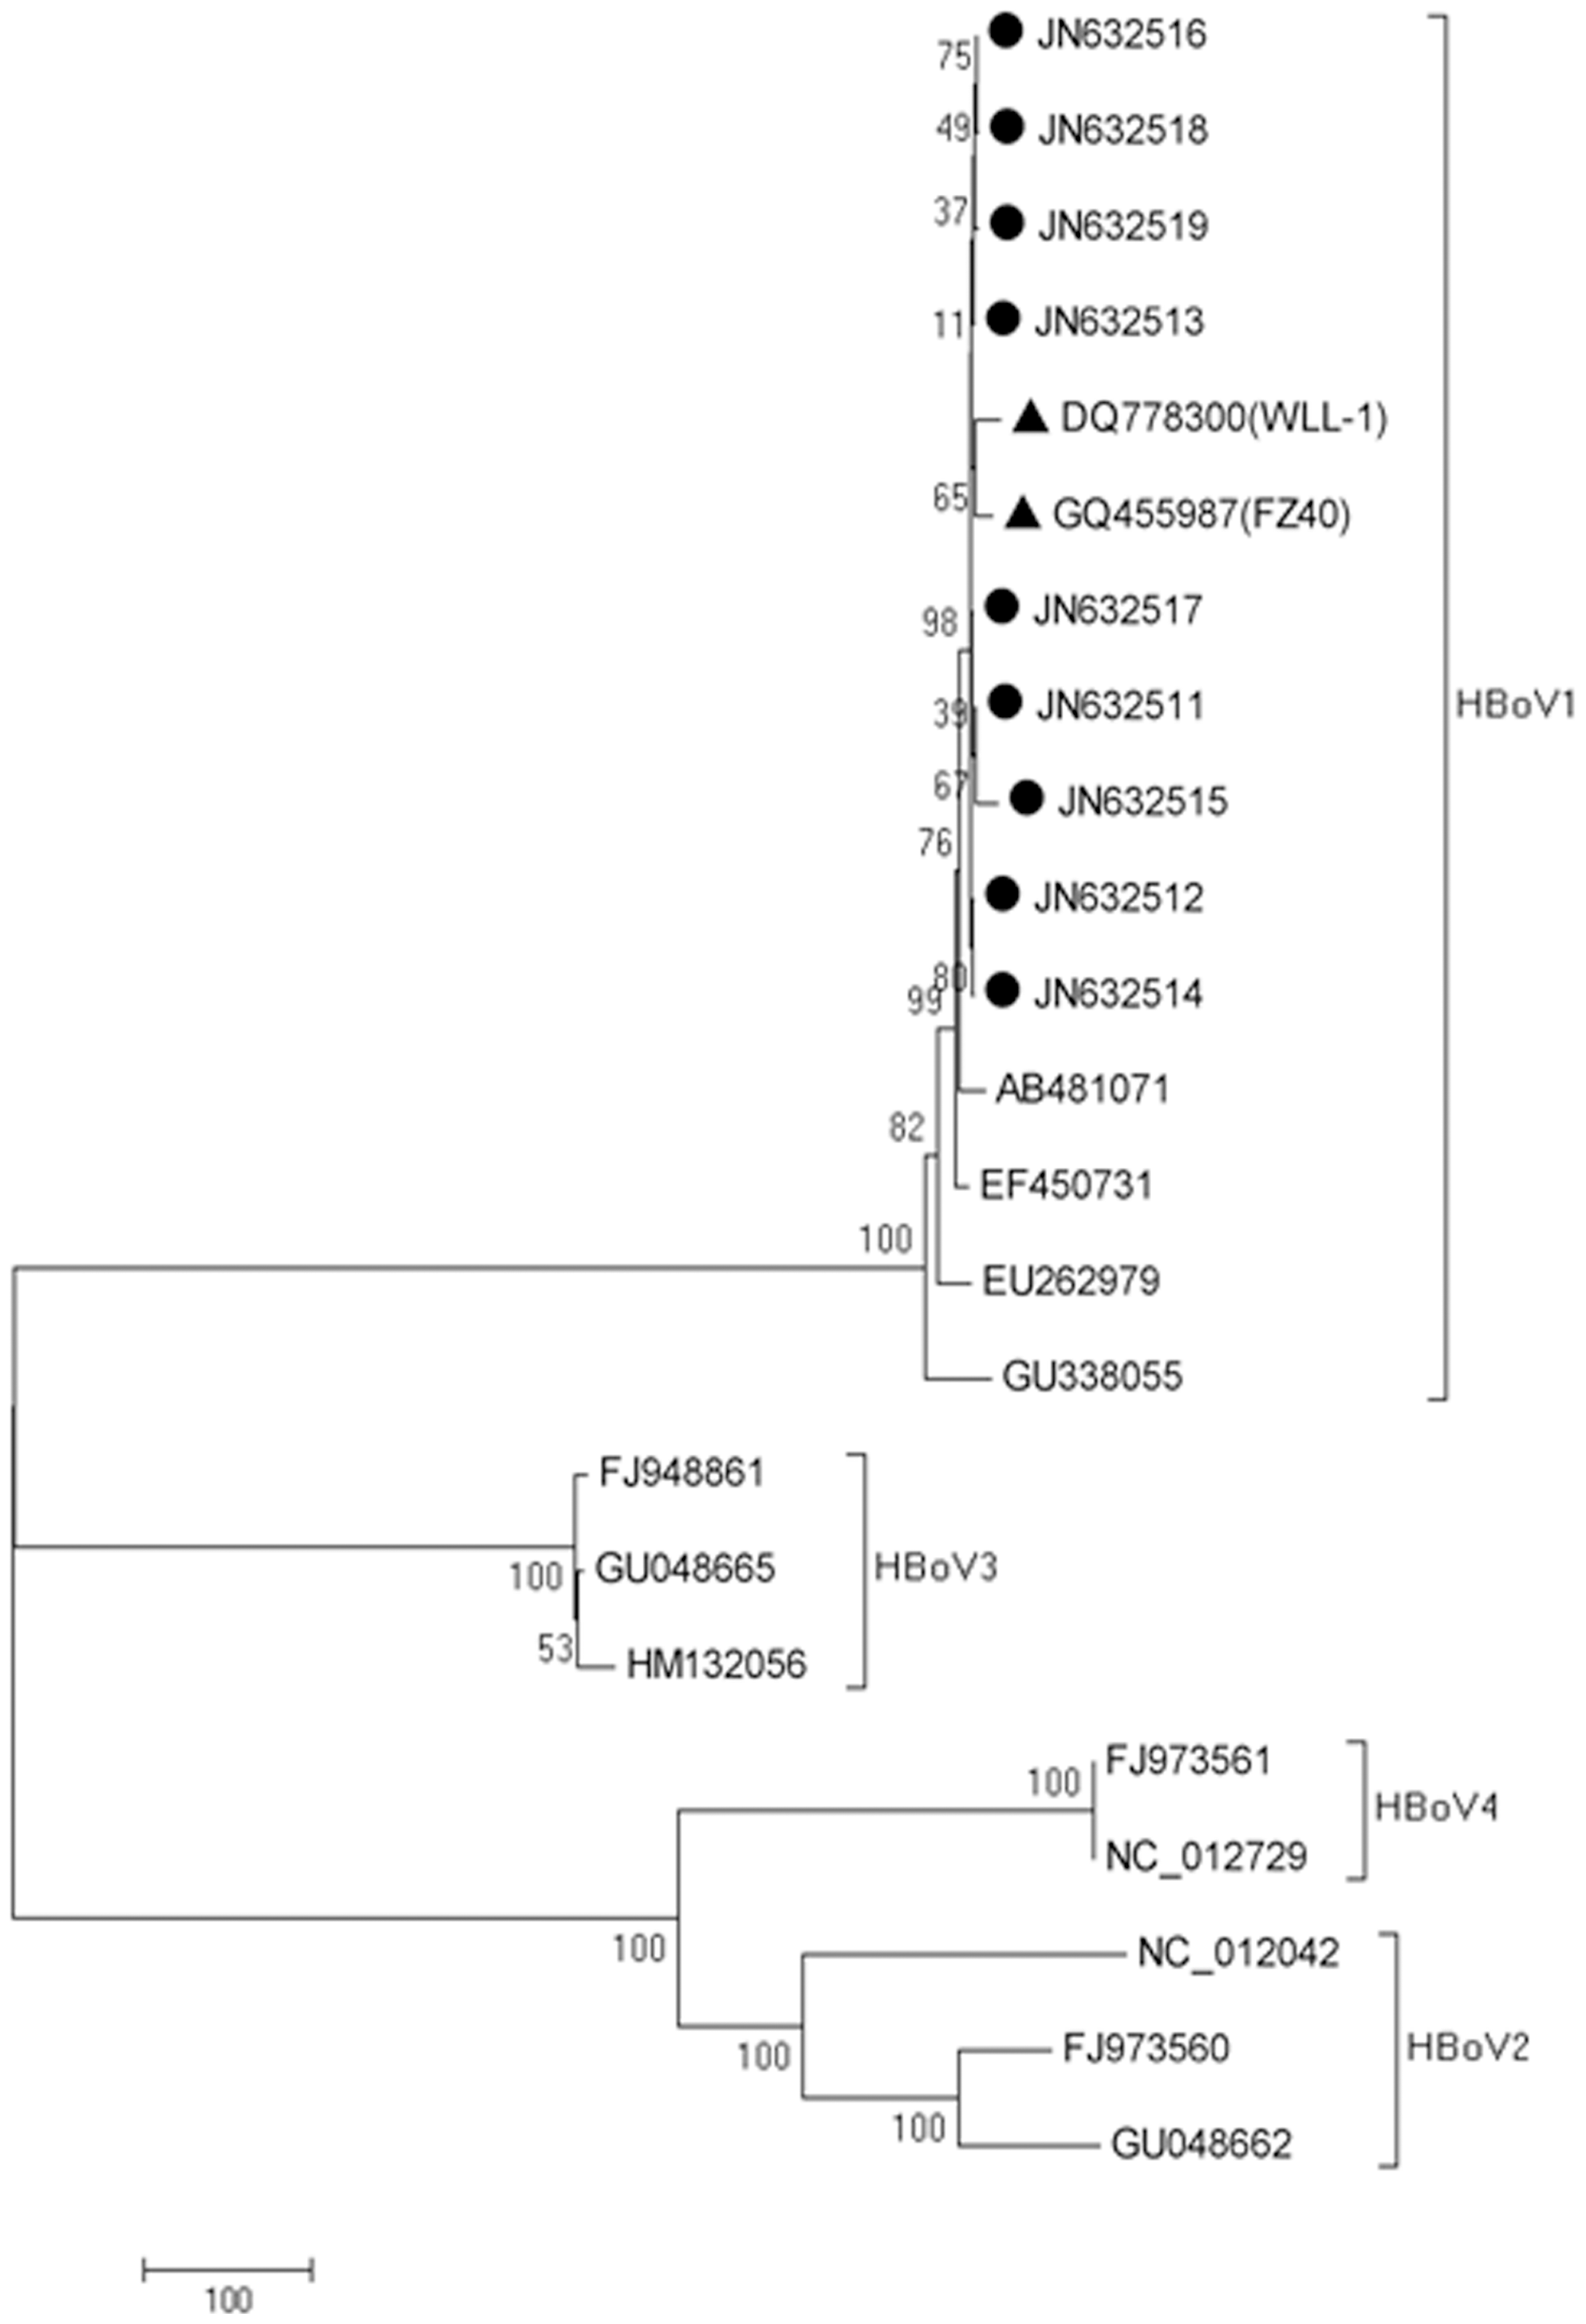 75
JN632516
49
JN632518
37
JN632519
11
JN632513
DQ778300(WLL-1)
65
GQ455987(FZ40)
98
JN632517
39
JN632511
HBoV1
67
JN632515
76
JN632512
80
99
JN632514
AB481071
82
EF450731
100
EU262979
GU338055
FJ948861
100
GU048665
HBoV3
53
HM132056
100
FJ973561
HBoV4
NC_012729
100
NC_012042
100
FJ973560
HBoV2
100
GU048662
100